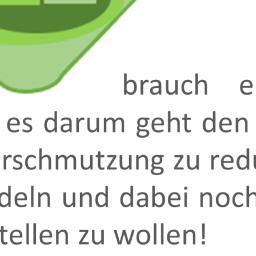 brauch e
es darum geht den
rschmutzung zu redu
deln und dabei noch
tellen zu wollen!